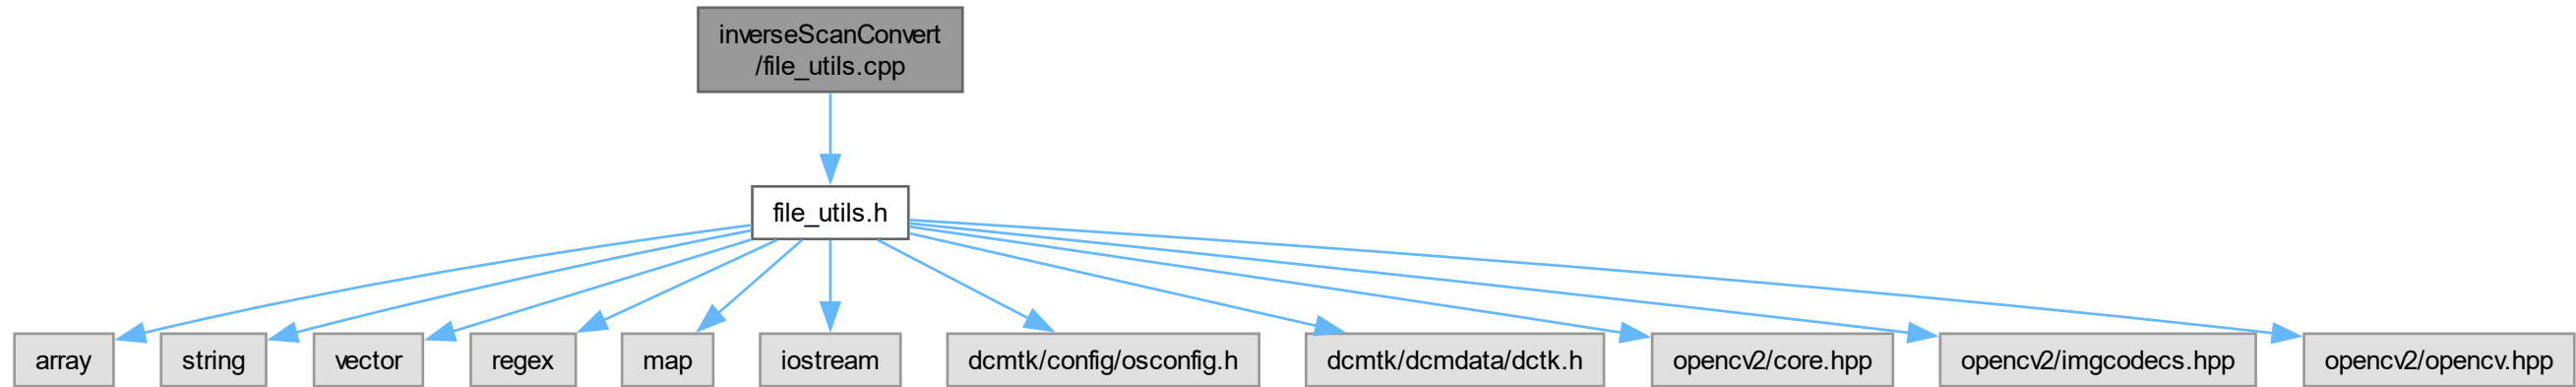 inverseScanConvert
/file_utils.cpp
file_utils.h
array
string
vector
regex
map
iostream
dcmtk/config/osconfig.h
dcmtk/dcmdata/dctk.h
opencv2/core.hpp
opencv2/imgcodecs.hpp
opencv2/opencv.hpp